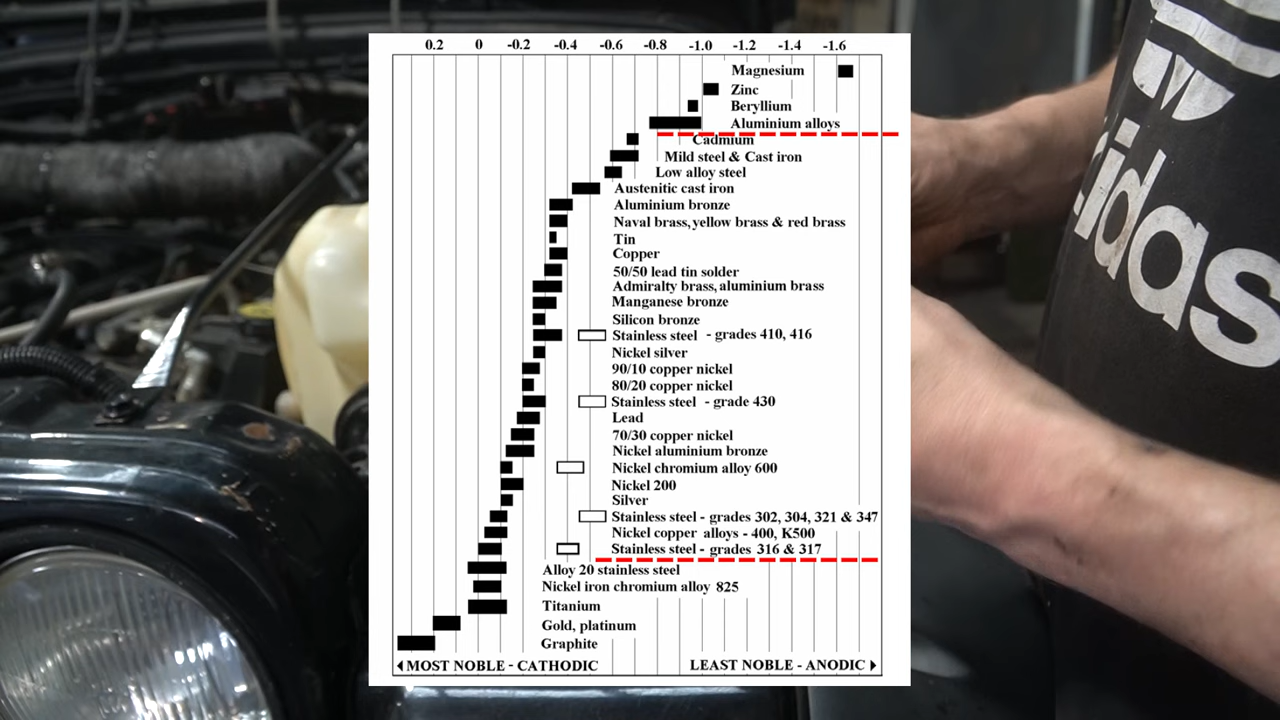 0.2 0 -0.2 -0.4 -0.6 -0.8 -1.0 -1.2 -1.4 -1.6
Magnesium
Zinc
Beryllium
Aluminium alloys
Cadmium
Mild steel & Cast iron
Low alloy steel
Austenitic cast iron
Aluminium bronze
Naval brass, yellow brass & red brass
Tin
Copper
50/50 lead tin solder
Admiralty brass, aluminium brass
Manganese bronze
Silicon bronze
Stainless steel - grades 410, 416
Nickel silver
90/10 copper nickel
80/20 copper nickel
Stainless steel - grade 430
Lead
70/30 copper nickel
Nickel aluminium bronze
Nickel chromium alloy 600
Nickel 200
Silver
Stainless steel - grades 302, 304, 321 & 347
Nickel copper alloys - 400, K500
Stainless steel - grades 316 & 317
Alloy 20 stainless steel
Nickel iron chromium alloy 825
Titanium
Gold, platinum
Graphite
MOST NOBLE - CATHODIC
LEAST NOBLE - ANODIC
adidas